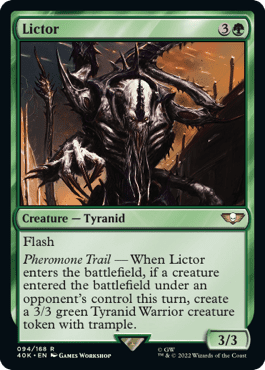 Lictor 3
Creature — Tyranid
Flash
Pheromone Trail — When Lictor
enters the battlefield, if a creature
entered the battlefield under an
opponent's control this turn, create
a 3/3 green Tyranid Warrior creature
token with trample.
3/3
094/168 R
40K • EN GAMES WORKSHOP
© GW
™ & © 2022 Wizards of the Coast